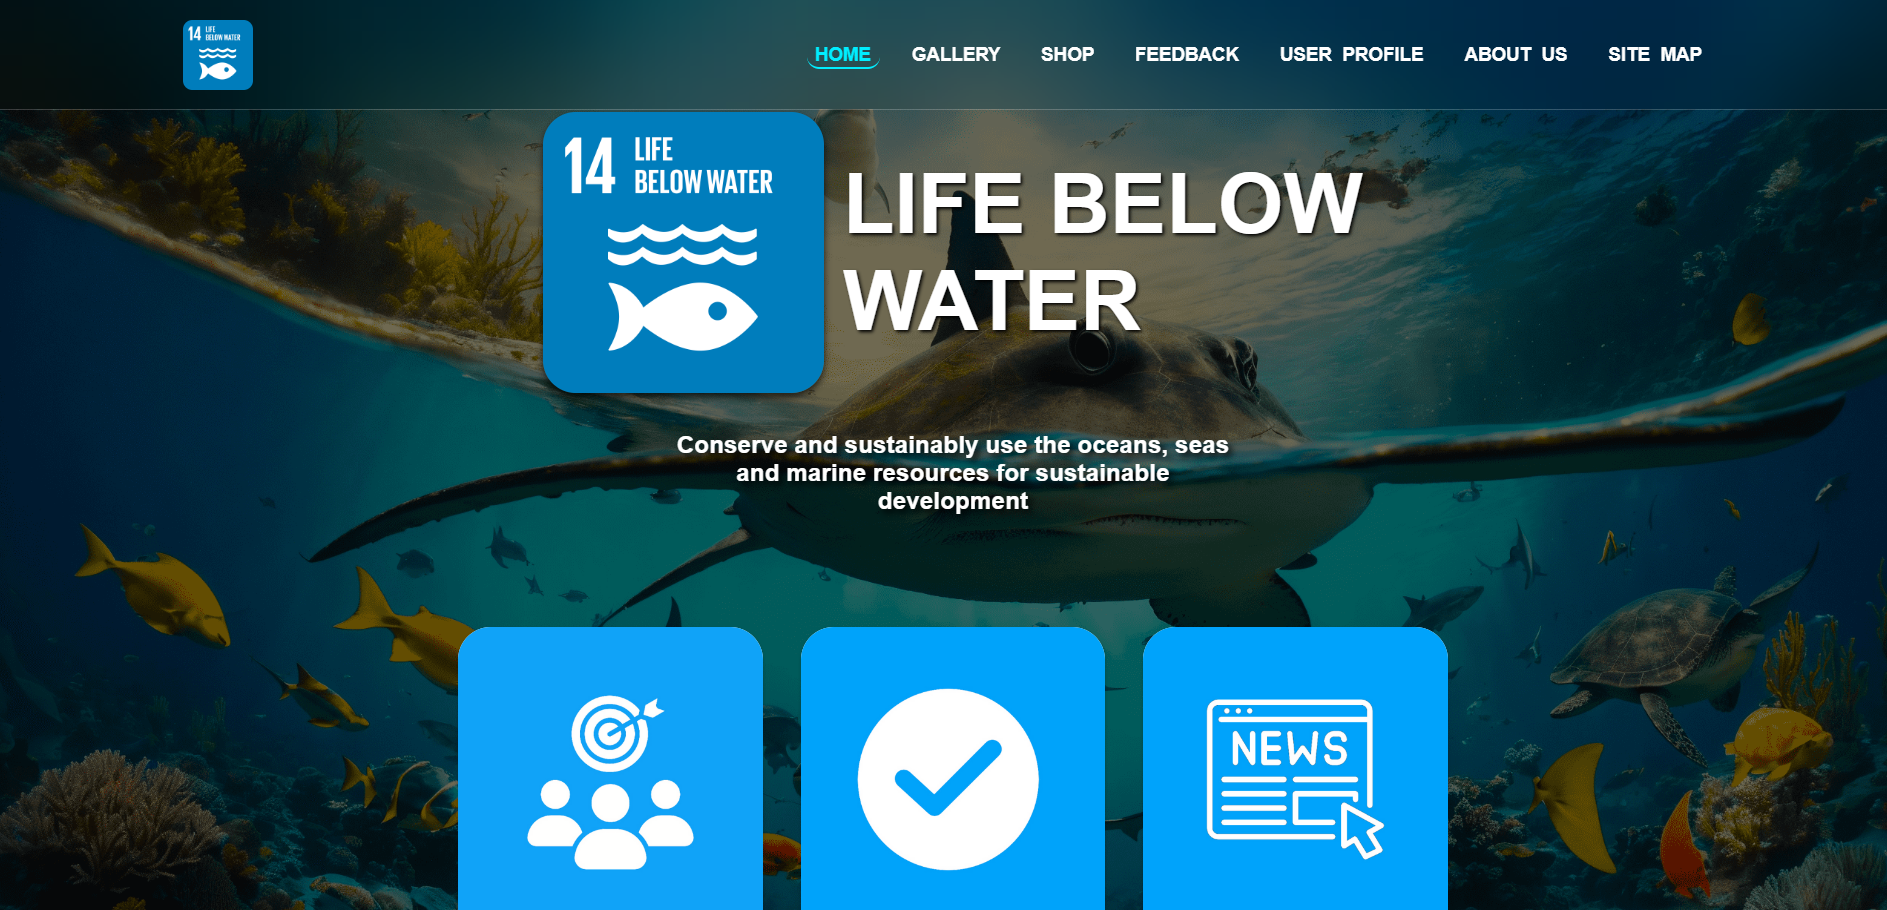 14 LIFE
BELOW WATER
HOME GALLERY SHOP FEEDBACK USER PROFILE ABOUT US SITE MAP
14 LIFE
BELOW WATER
LIFE BELOW
WATER
Conserve and sustainably use the oceans, seas
and marine resources for sustainable
development
NEWS